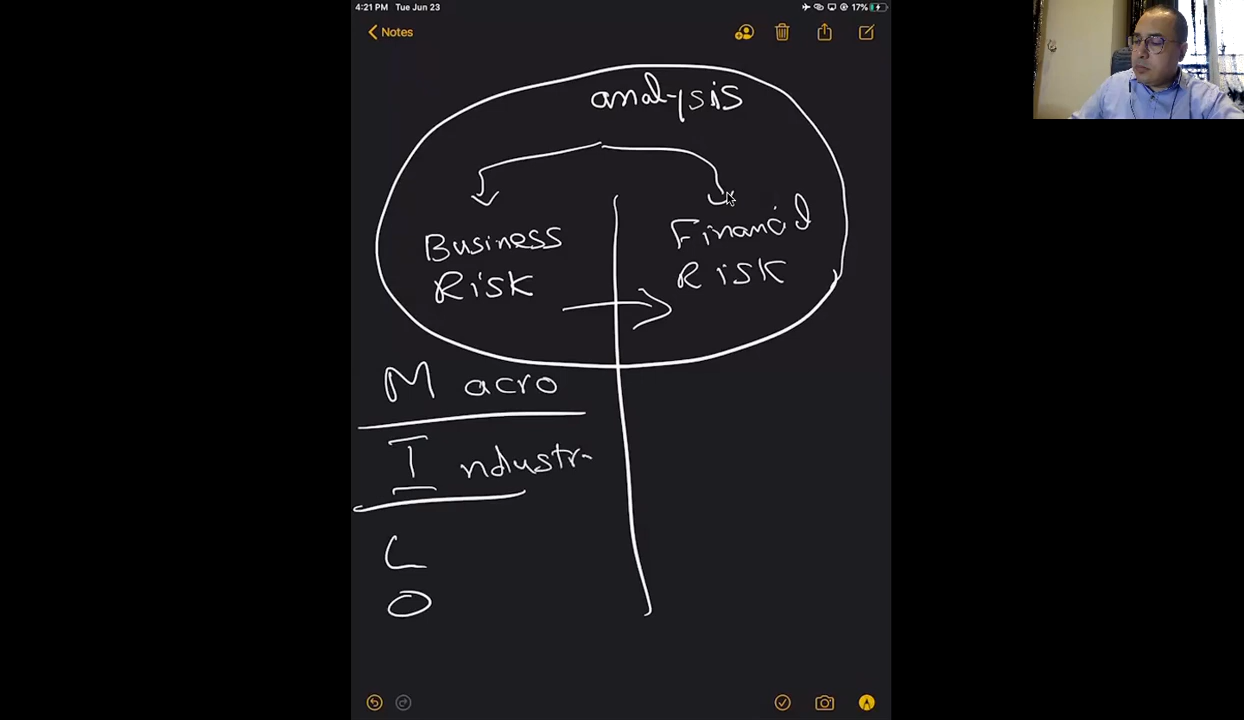 4:21 PM Tue Jun 23
17%
Notes
analysis
Business
Risk
Financial
Risk
Macro
Industr
C
O